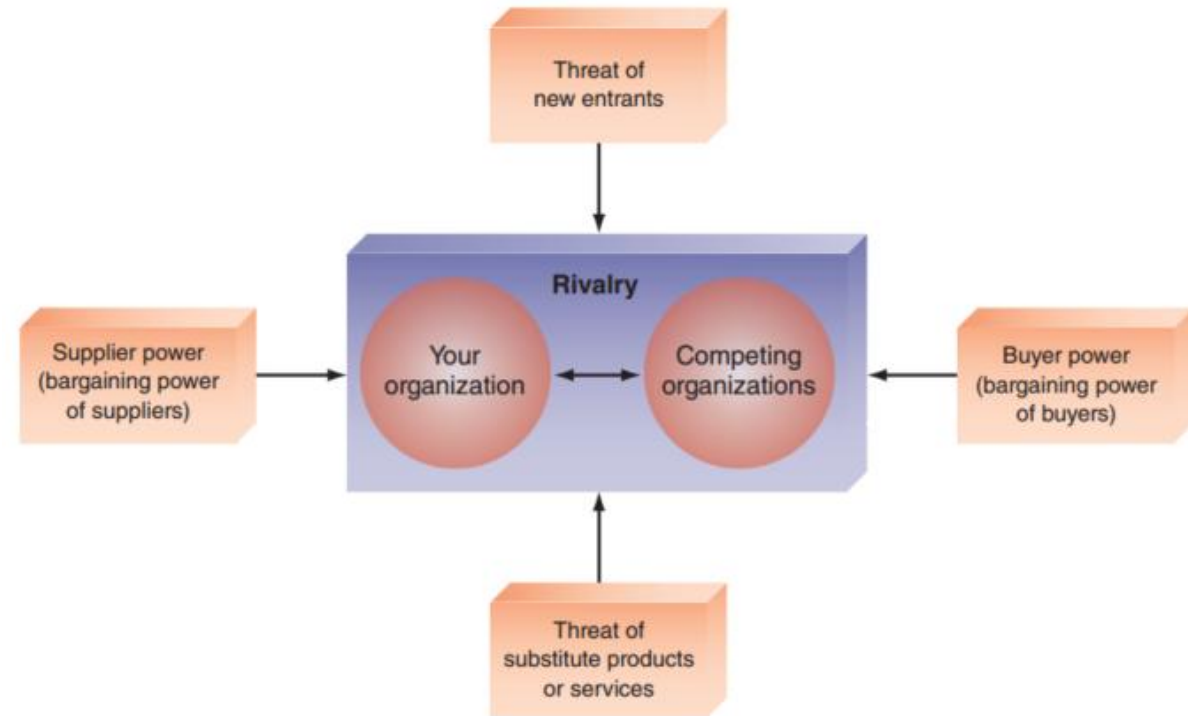 Threat of
new entrants
Rivalry
Supplier power
(bargaining power
of suppliers)
Your
organization
Competing
organizations
Buyer power
(bargaining power
of buyers)
Threat of
substitute products
or services